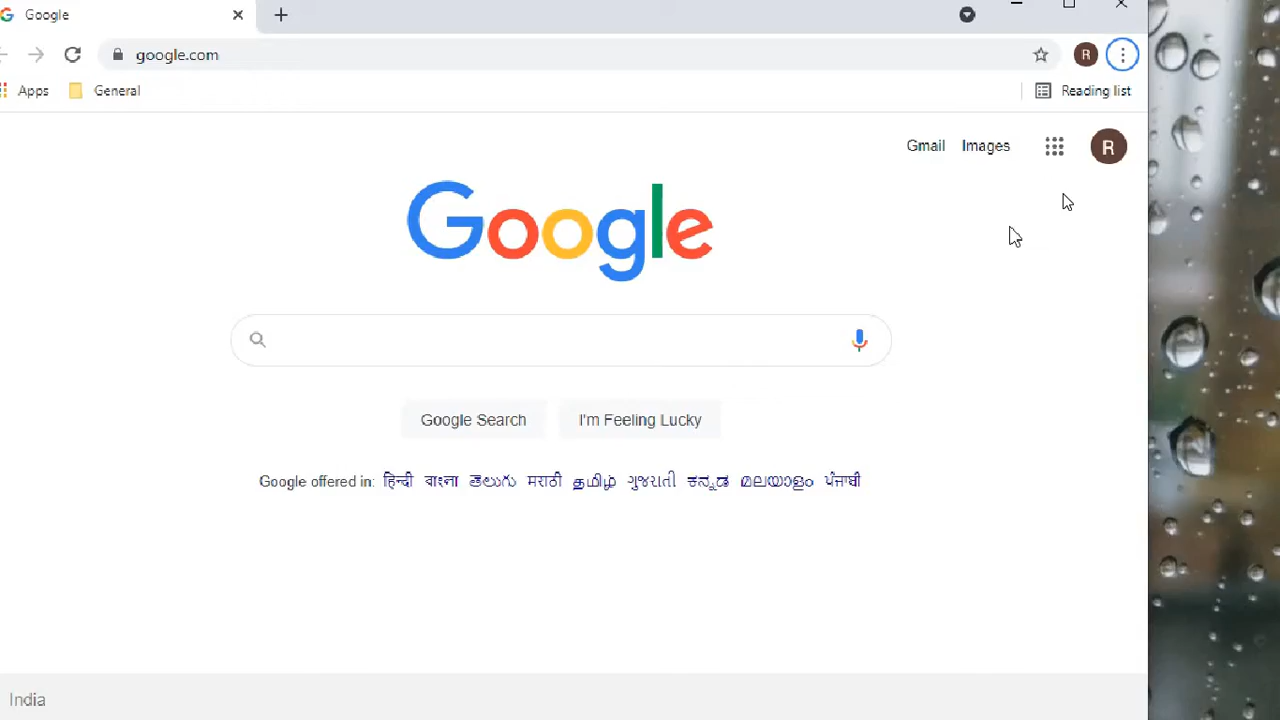 Google
google.com
R
Apps
General
Reading list
Gmail
Images
R
Google
Google Search
I'm Feeling Lucky
Google offered in: हिन्दी বাংলা తెలుగు मराठी தமிழ் ગુજરાતી ಕನ್ನಡ മലയാളം ਪੰਜਾਬੀ
India